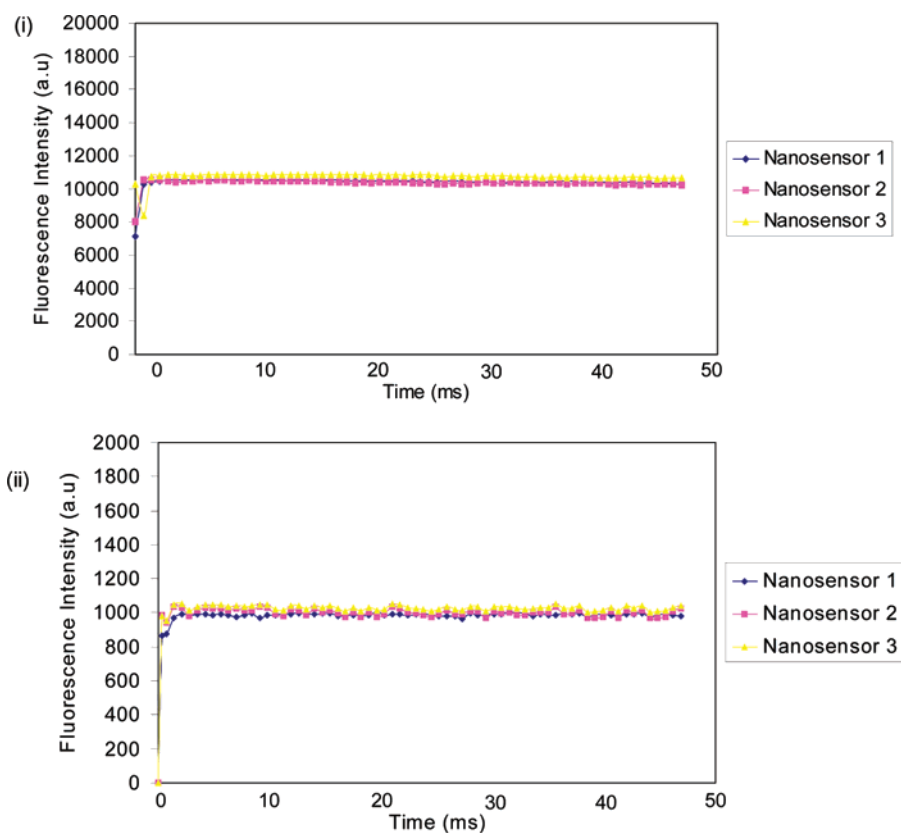 (i)
Fluorescence Intensity (a.u)
20000
18000
16000
14000
12000
10000
8000
6000
4000
2000
0
0 10 20 30 40 50
Time (ms)
Nanosensor 1
Nanosensor 2
Nanosensor 3
(ii)
Fluorescence Intensity (a.u)
2000
1800
1600
1400
1200
1000
800
600
400
200
0
0 10 20 30 40 50
Time (ms)
Nanosensor 1
Nanosensor 2
Nanosensor 3